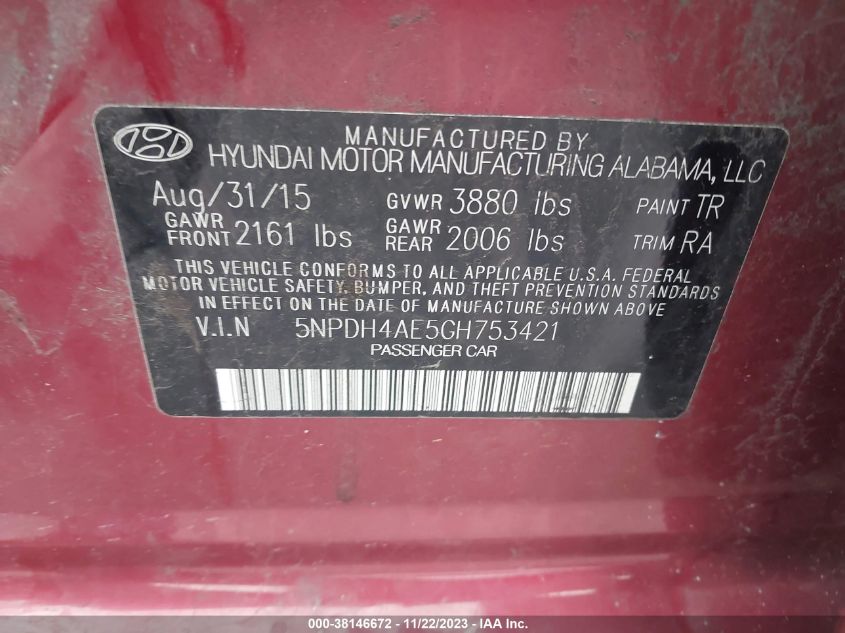 MANUFACTURED BY
HYUNDAI MOTOR MANUFACTURING ALABAMA, LLC
Aug/31/15 GVWR 3880 lbs PAINT TR
GAWR FRONT 2161 lbs GAWR REAR 2006 lbs TRIM RA
THIS VEHICLE CONFORMS TO ALL APPLICABLE U.S.A. FEDERAL
MOTOR VEHICLE SAFETY, BUMPER, AND THEFT PREVENTION STANDARDS
IN EFFECT ON THE DATE OF MANUFACTURE SHOWN ABOVE
V.I.N 5NPDH4AE5GH753421
PASSENGER CAR
000-38146672 - 11/22/2023 - IAA Inc.